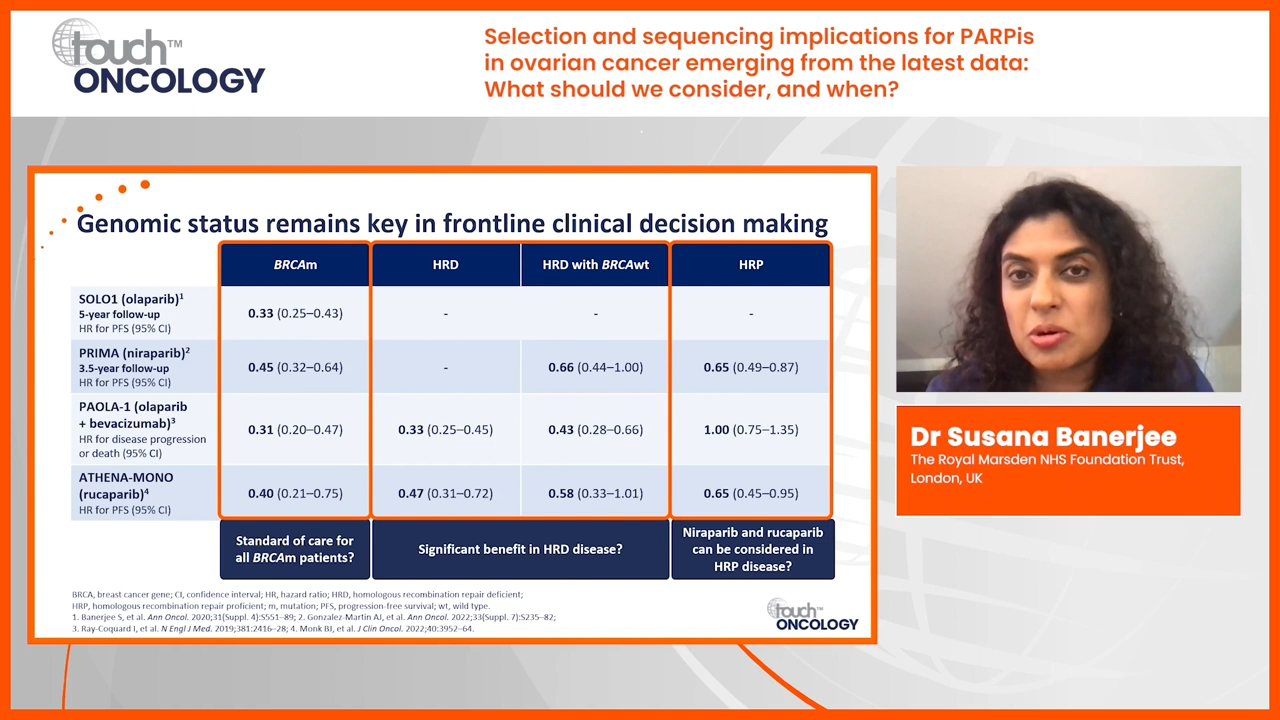 touch™
ONCOLOGY
Selection and sequencing implications for PARPis
in ovarian cancer emerging from the latest data:
What should we consider, and when?
Genomic status remains key in frontline clinical decision making
BRCAm
HRD
HRD with BRCAwt
HRP
SOLO1 (olaparib)¹
5-year follow-up
HR for PFS (95% CI)
0.33 (0.25–0.43)
-
-
-
PRIMA (niraparib)²
3.5-year follow-up
HR for PFS (95% CI)
0.45 (0.32–0.64)
-
0.66 (0.44–1.00)
0.65 (0.49–0.87)
PAOLA-1 (olaparib
+ bevacizumab)³
HR for disease progression
or death (95% CI)
0.31 (0.20–0.47)
0.33 (0.25–0.45)
0.43 (0.28–0.66)
1.00 (0.75–1.35)
ATHENA-MONO
(rucaparib)⁴
HR for PFS (95% CI)
0.40 (0.21–0.75)
0.47 (0.31–0.72)
0.58 (0.33–1.01)
0.65 (0.45–0.95)
Standard of care for
all BRCAm patients?
Significant benefit in HRD disease?
Niraparib and rucaparib
can be considered in
HRP disease?
BRCA, breast cancer gene; CI, confidence interval; HR, hazard ratio; HRD, homologous recombination repair deficient;
HRP, homologous recombination repair proficient; m, mutation; PFS, progression-free survival; wt, wild type.
1. Banerjee S, et al. Ann Oncol. 2020;31(Suppl. 4):S551–89; 2. Gonzalez-Martin AJ, et al. Ann Oncol. 2022;33(Suppl. 7):S235–82;
3. Ray-Coquard I, et al. N Engl J Med. 2019;381:2416–28; 4. Monk BJ, et al. J Clin Oncol. 2022;40:3952–64.
touch™
ONCOLOGY
Dr Susana Banerjee
The Royal Marsden NHS Foundation Trust,
London, UK